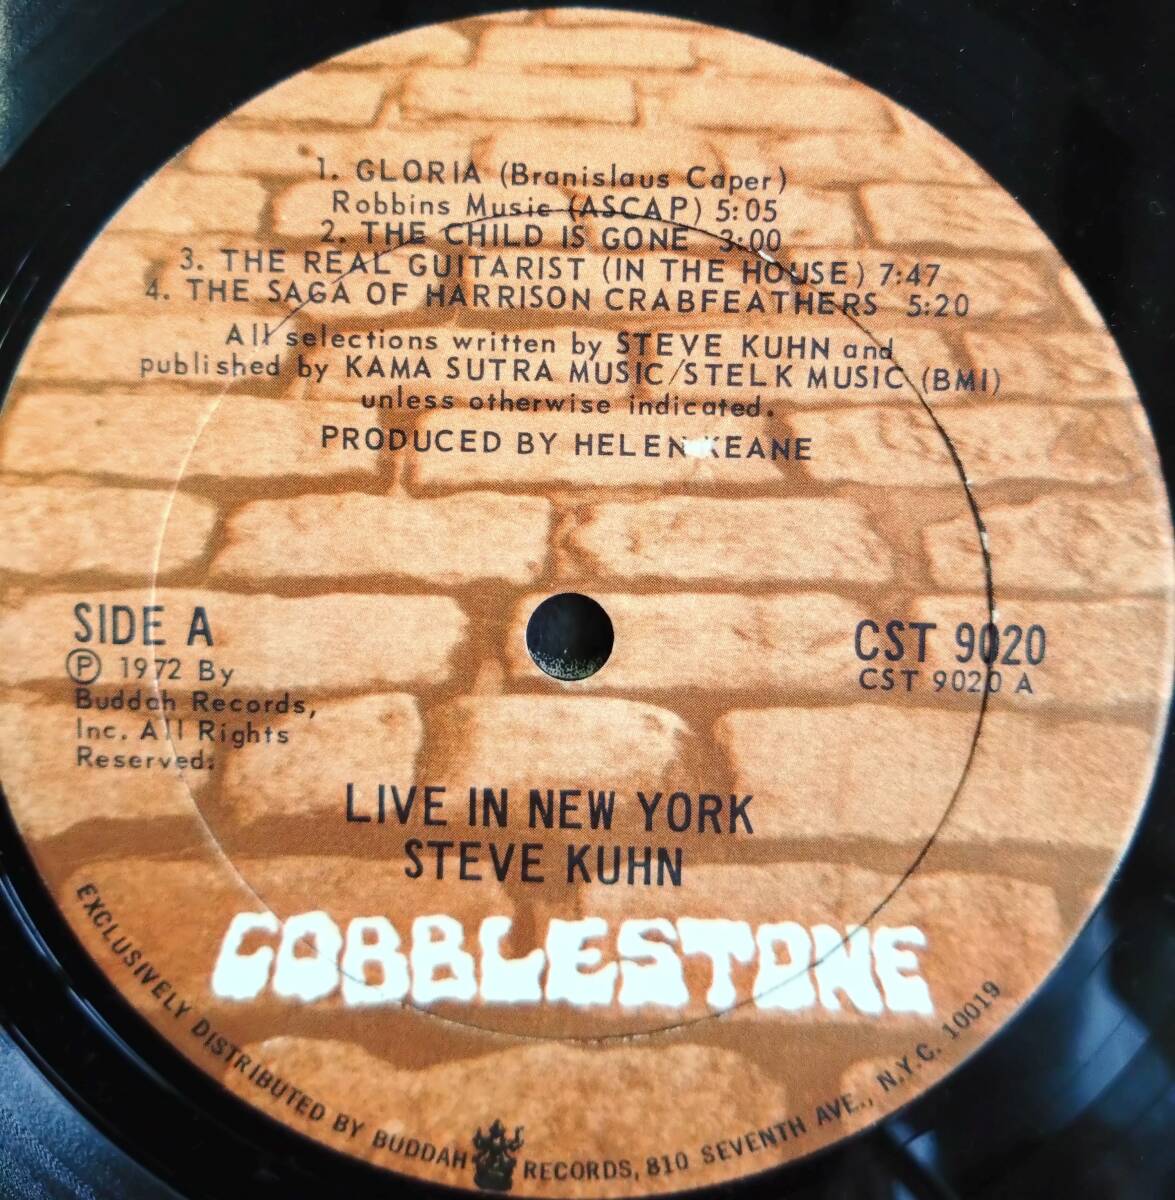 1. GLORIA (Branislaus Caper)
Robbins Music (ASCAP) 5:05
2. THE CHILD IS GONE 3:00
3. THE REAL GUITARIST (IN THE HOUSE) 7:47
4. THE SAGA OF HARRISON CRABFEATHERS 5:20
All selections written by STEVE KUHN and
published by KAMA SUTRA MUSIC/STELK MUSIC (BMI)
unless otherwise indicated.
PRODUCED BY HELEN KEANE
SIDE A
Ⓟ 1972 By
Buddah Records,
Inc. All Rights
Reserved.
CST 9020
CST 9020 A
LIVE IN NEW YORK
STEVE KUHN
COBBLESTONE
EXCLUSIVELY DISTRIBUTED BY BUDDAH RECORDS, 810 SEVENTH AVE., N.Y.C. 10019